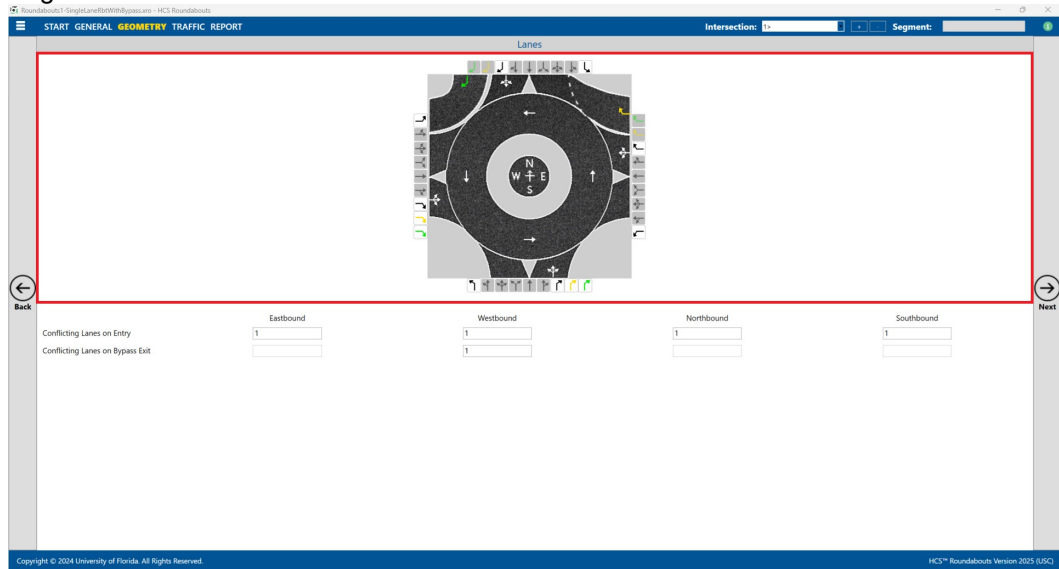 Roundabouts1-SingleLaneRbtWithBypass.xro - HCS Roundabouts
START GENERAL GEOMETRY TRAFFIC REPORT Intersection: 1> + - Segment:
Lanes
N
W E
S
Back
Next
Eastbound Westbound Northbound Southbound
Conflicting Lanes on Entry 1 1 1 1
Conflicting Lanes on Bypass Exit 1
Copyright © 2024 University of Florida. All Rights Reserved. HCS™ Roundabouts Version 2025 (USC)